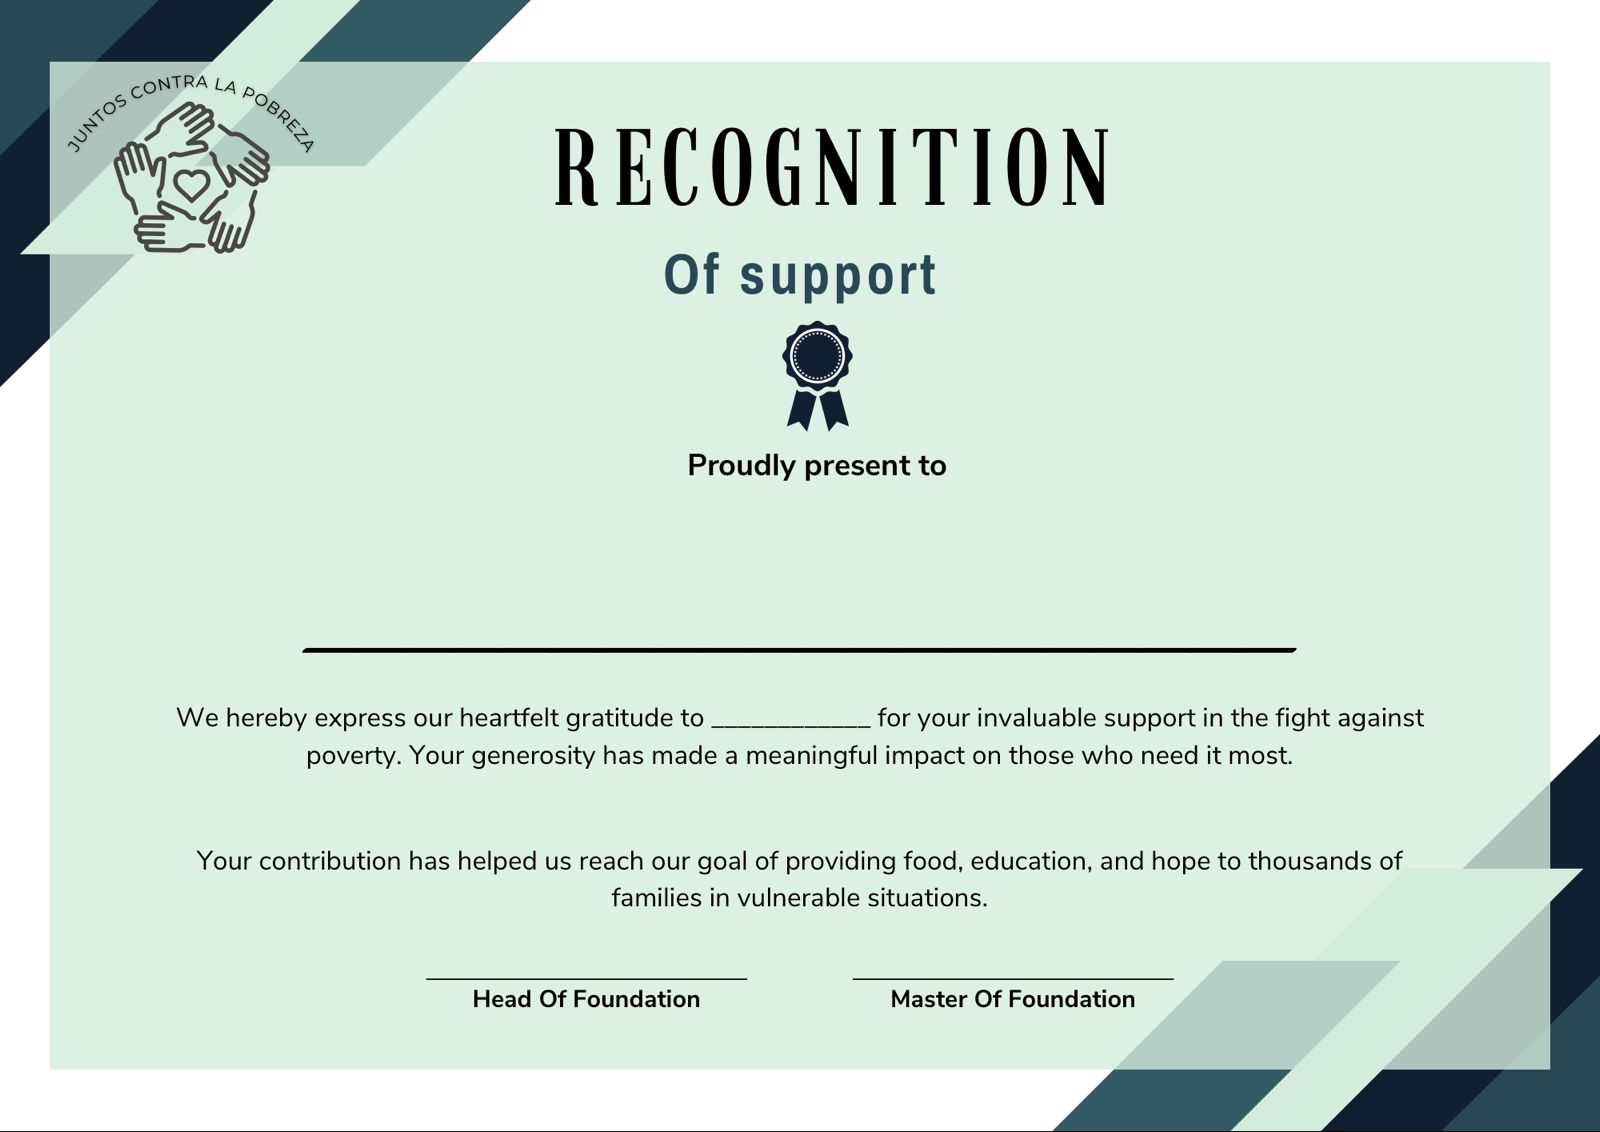 JUNTOS CONTRA LA POBREZA
RECOGNITION
Of support
Proudly present to
We hereby express our heartfelt gratitude to ____________ for your invaluable support in the fight against
poverty. Your generosity has made a meaningful impact on those who need it most.
Your contribution has helped us reach our goal of providing food, education, and hope to thousands of
families in vulnerable situations.
Head Of Foundation
Master Of Foundation